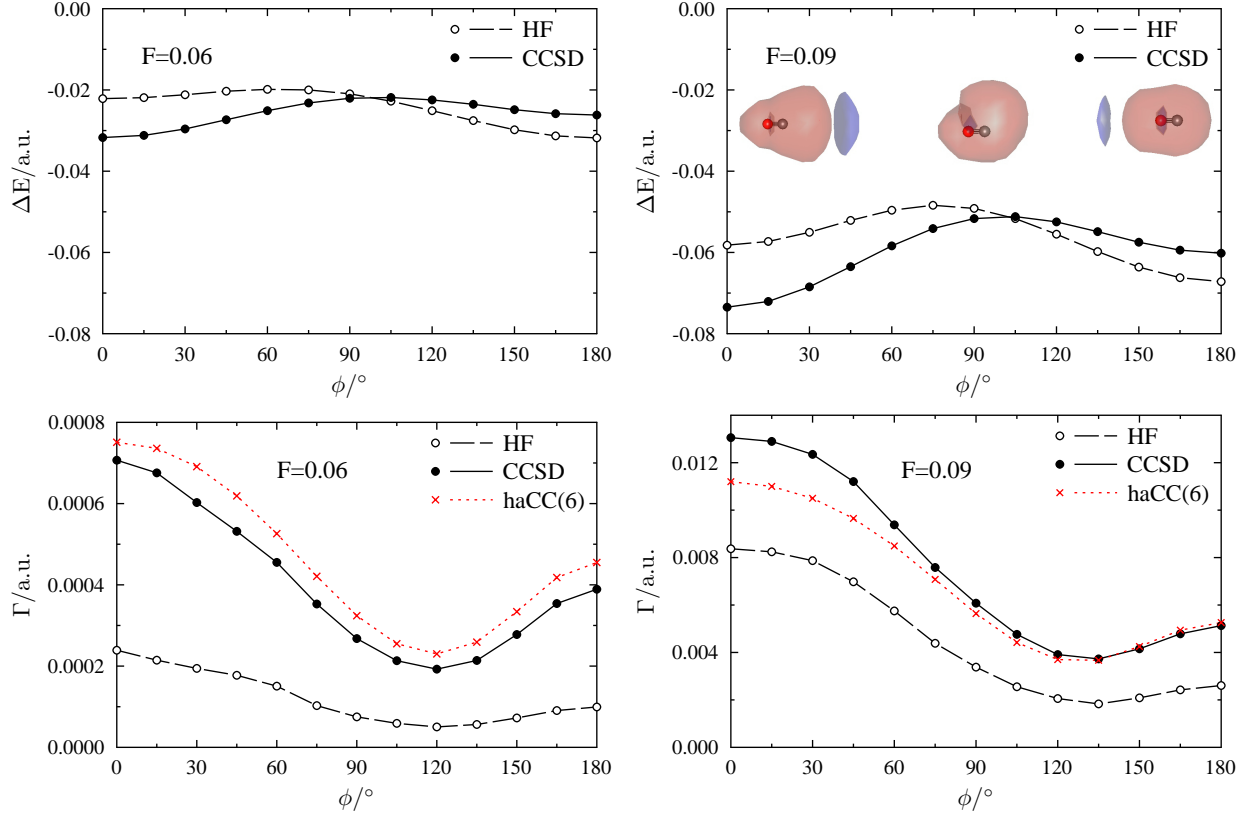 0.00
-0.02
-0.04
-0.06
-0.08
ΔE/a.u.
F=0.06
HF
CCSD
0 30 60 90 120 150 180
ϕ/°
0.00
-0.02
-0.04
-0.06
-0.08
ΔE/a.u.
F=0.09
HF
CCSD
0 30 60 90 120 150 180
ϕ/°
0.0008
0.0006
0.0004
0.0002
0.0000
Γ/a.u.
F=0.06
HF
CCSD
haCC(6)
0 30 60 90 120 150 180
ϕ/°
0.012
0.008
0.004
0.000
Γ/a.u.
F=0.09
HF
CCSD
haCC(6)
0 30 60 90 120 150 180
ϕ/°